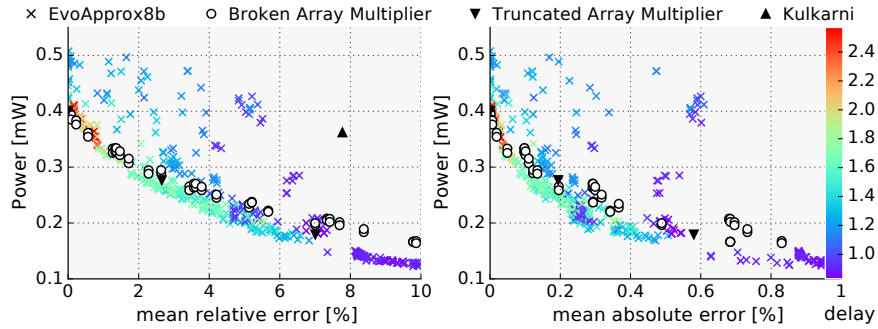 EvoApprox8b Broken Array Multiplier Truncated Array Multiplier Kulkarni
0.5
0.4
0.3
0.2
0.1
Power [mW]
0 2 4 6 8 10
mean relative error [%]
0.5
0.4
0.3
0.2
0.1
Power [mW]
0 0.2 0.4 0.6 0.8 1
mean absolute error [%]
2.4
2.2
2.0
1.8
1.6
1.4
1.2
1.0
delay